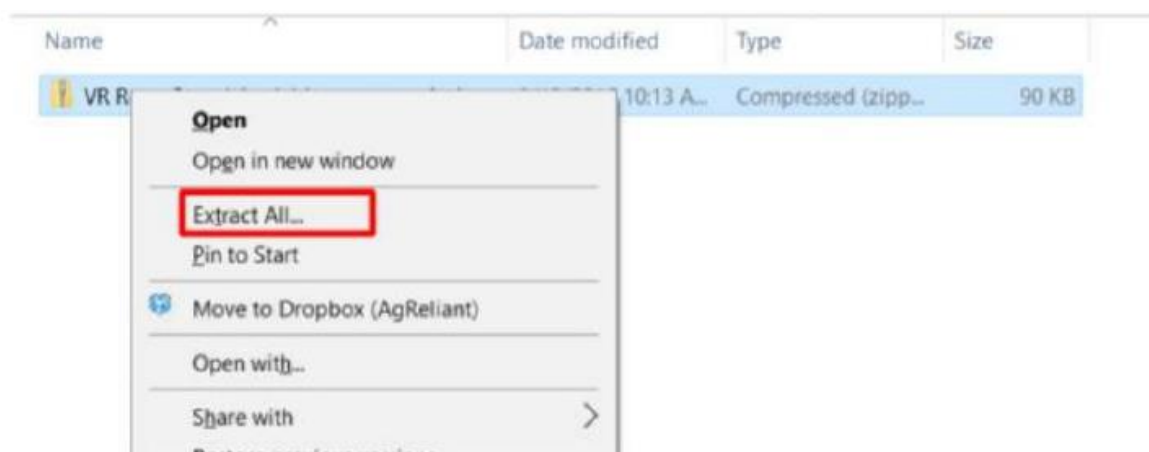 Name Date modified Type Size
VR R 10:13 A... Compressed (zipp... 90 KB
Open
Open in new window
Extract All...
Pin to Start
Move to Dropbox (AgReliant)
Open with...
Share with